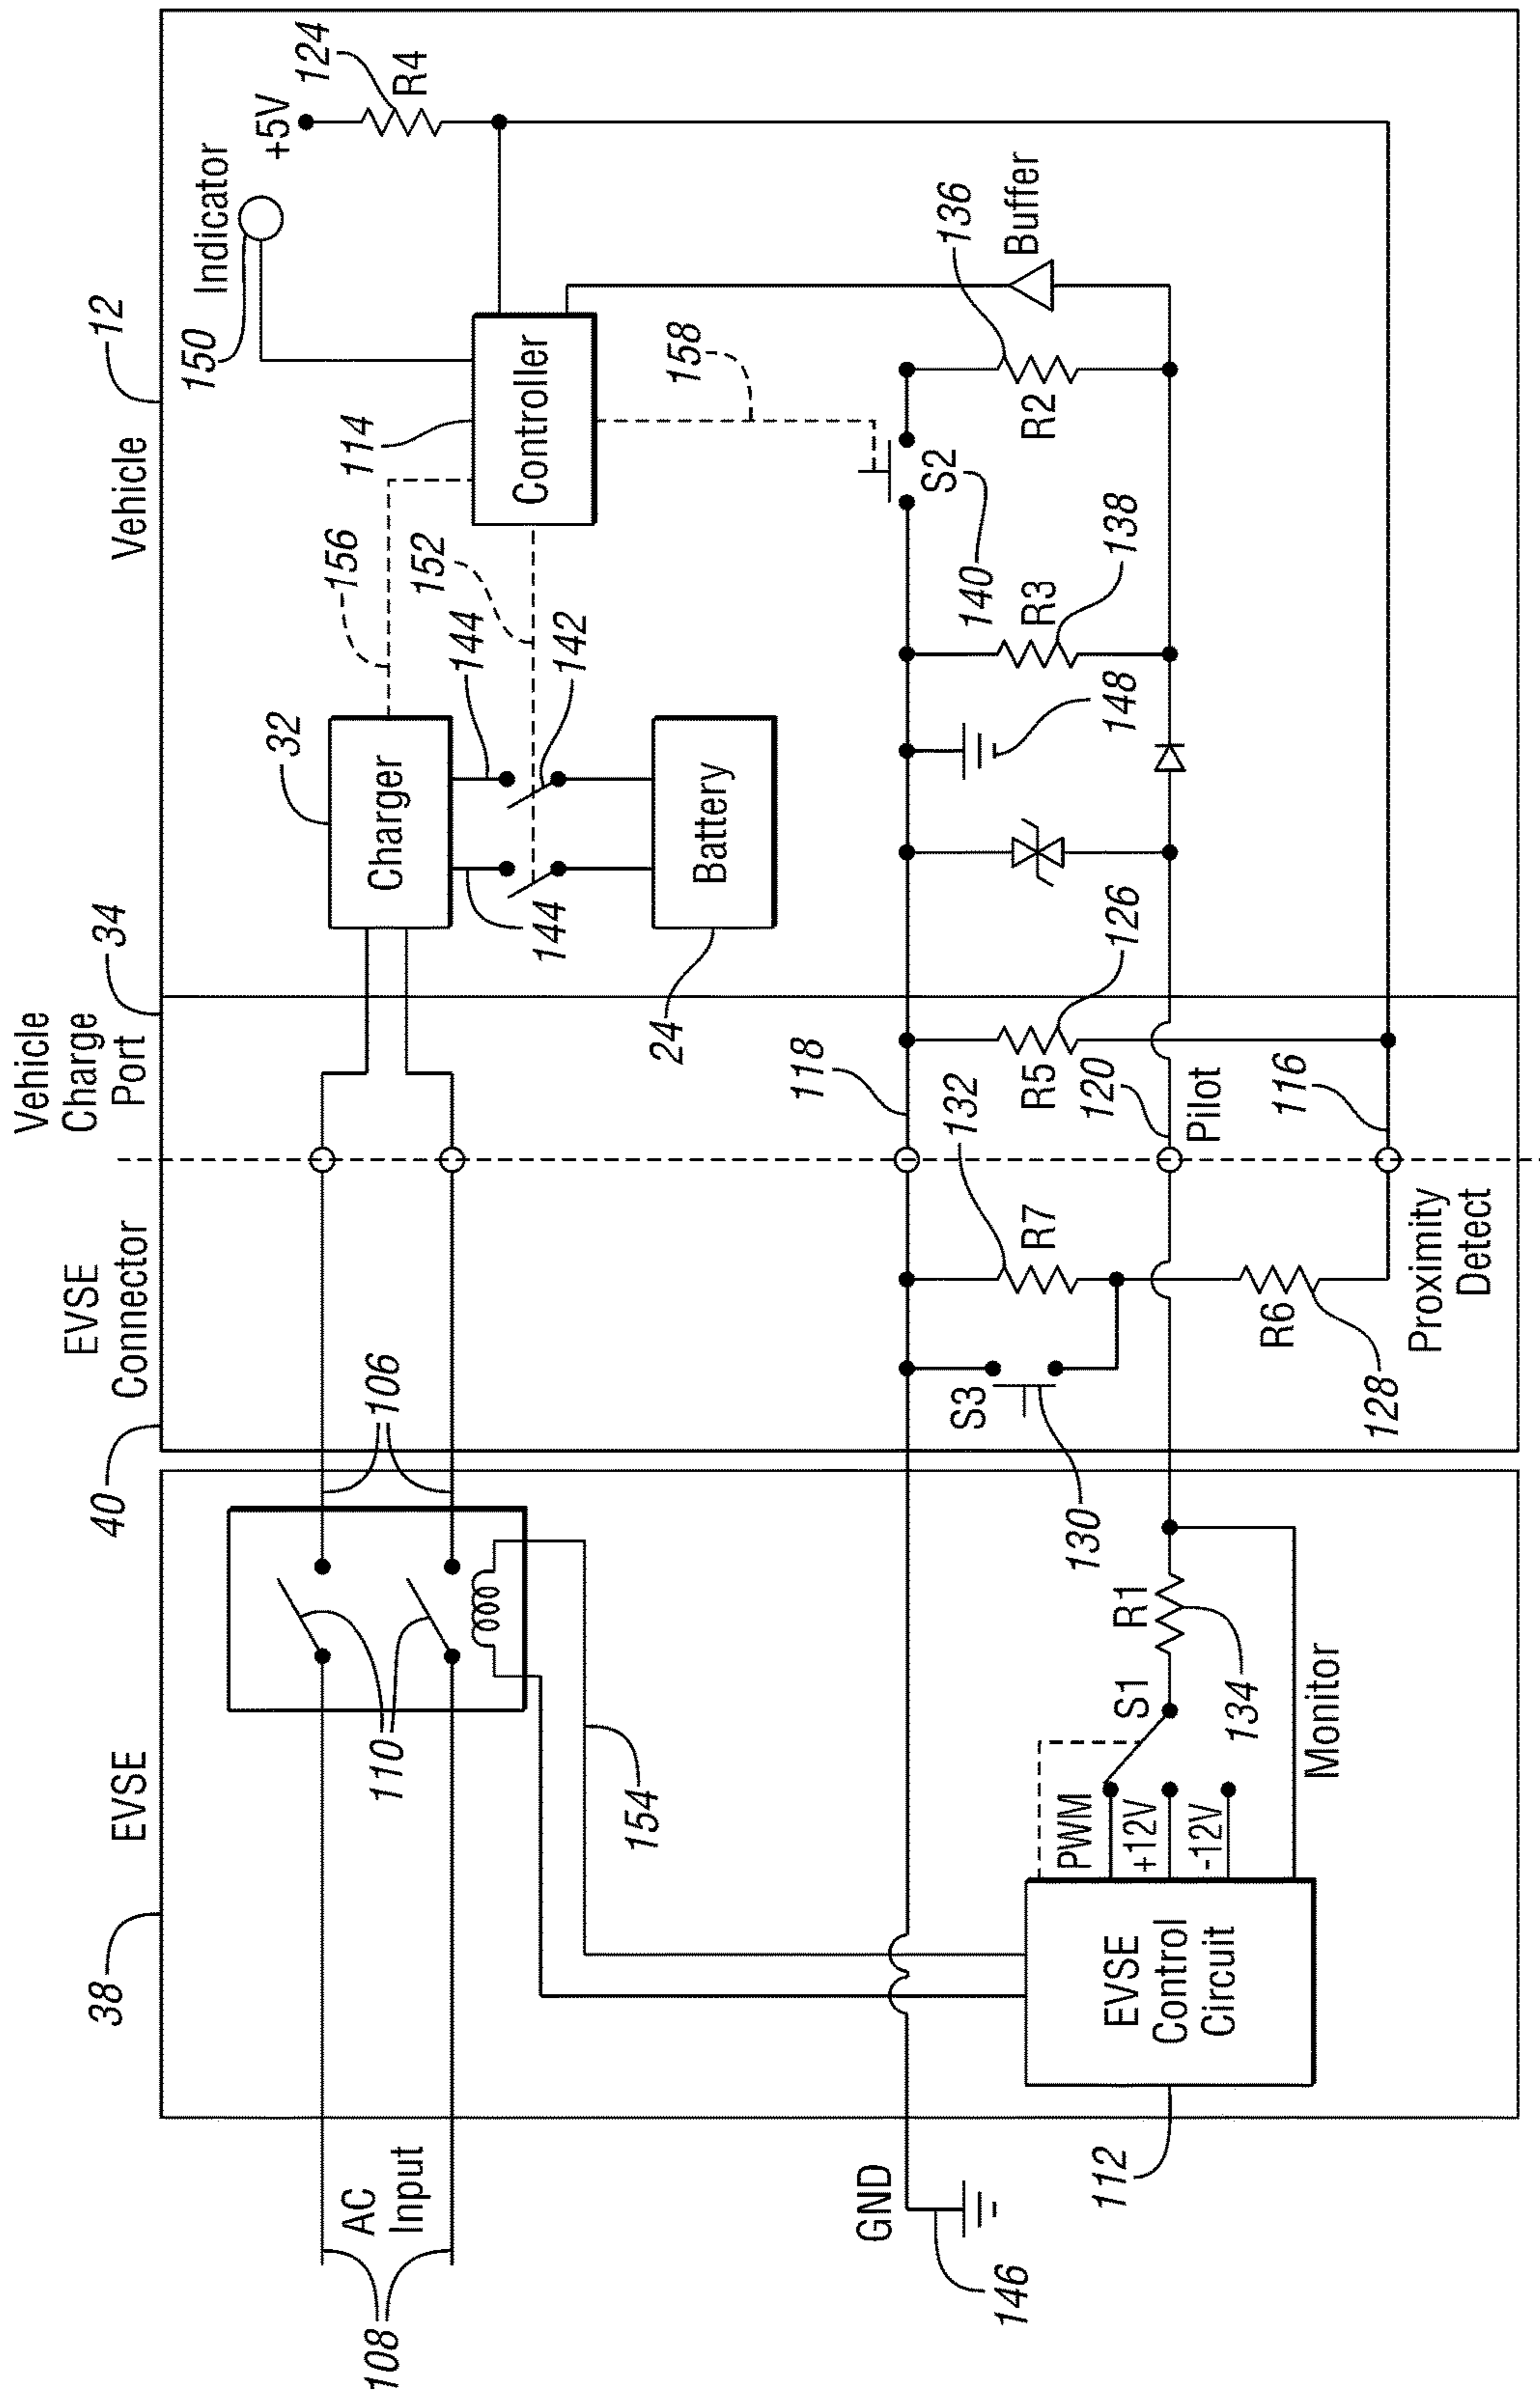 38
EVSE
40
EVSE
Connector
Vehicle
Charge
Port
34
Vehicle
12
108
AC
Input
110
106
154
32
Charger
156
144
144
152
142
24
Battery
114
Controller
150
Indicator
+5V
124
R4
158
GND
146
118
148
140
S2
136
Buffer
R2
R3
138
S3
130
132
R7
R5
126
120
Pilot
112
EVSE
Control
Circuit
PWM
+12V
-12V
S1
R1
134
Monitor
R6
128
116
Proximity
Detect